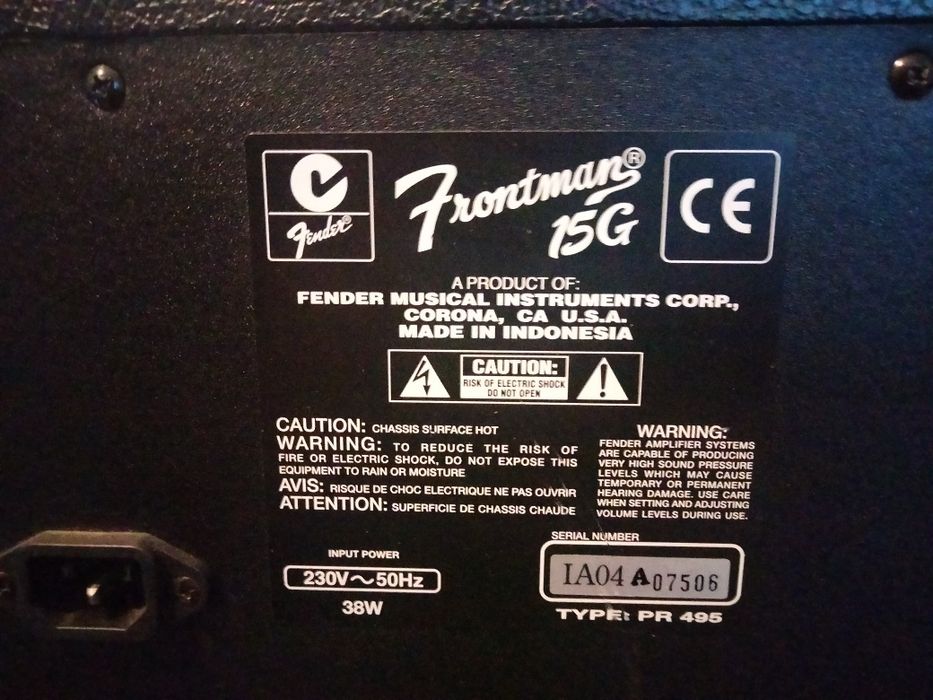 Fender®
Frontman®
15G
CE
A PRODUCT OF:
FENDER MUSICAL INSTRUMENTS CORP.,
CORONA, CA U.S.A.
MADE IN INDONESIA
CAUTION:
RISK OF ELECTRIC SHOCK
DO NOT OPEN
CAUTION: CHASSIS SURFACE HOT
WARNING: TO REDUCE THE RISK OF
FIRE OR ELECTRIC SHOCK, DO NOT EXPOSE THIS
EQUIPMENT TO RAIN OR MOISTURE
AVIS: RISQUE DE CHOC ELECTRIQUE NE PAS OUVRIR
ATTENTION: SUPERFICIE DE CHASSIS CHAUDE
WARNING:
FENDER AMPLIFIER SYSTEMS
ARE CAPABLE OF PRODUCING
VERY HIGH SOUND PRESSURE
LEVELS WHICH MAY CAUSE
TEMPORARY OR PERMANENT
HEARING DAMAGE. USE CARE
WHEN SETTING AND ADJUSTING
VOLUME LEVELS DURING USE.
INPUT POWER
230V～50Hz
38W
SERIAL NUMBER
IA04 A07506
TYPE: PR 495